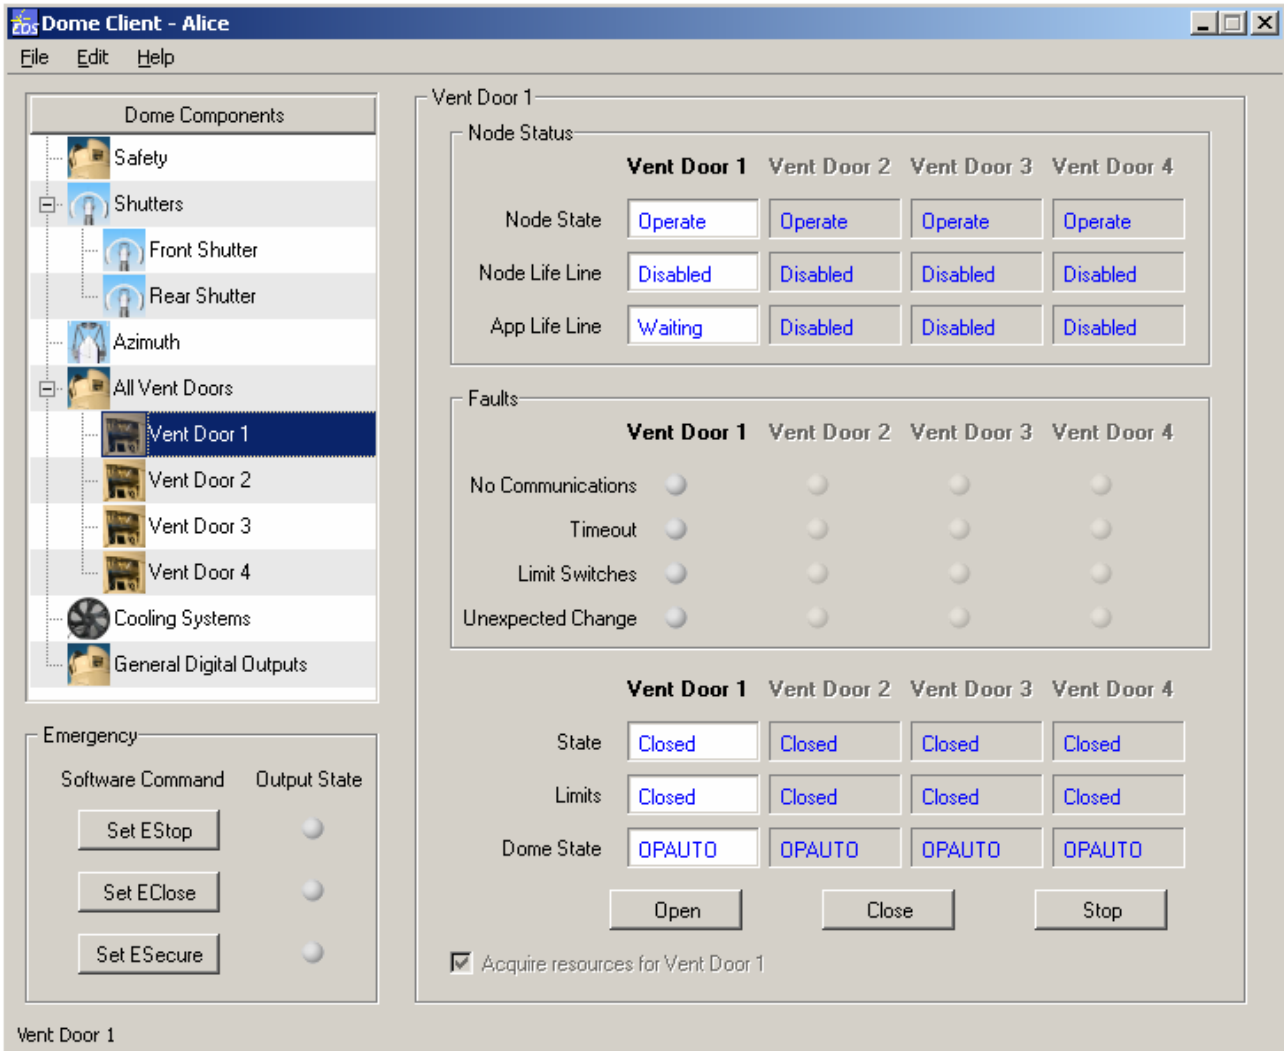 EDS Dome Client - Alice
File Edit Help
Dome Components
Safety
Shutters
Front Shutter
Rear Shutter
Azimuth
All Vent Doors
Vent Door 1
Vent Door 2
Vent Door 3
Vent Door 4
Cooling Systems
General Digital Outputs
Emergency
Software Command Output State
Set EStop
Set EClose
Set ESecure
Vent Door 1
Node Status
Vent Door 1 Vent Door 2 Vent Door 3 Vent Door 4
Node State Operate Operate Operate Operate
Node Life Line Disabled Disabled Disabled Disabled
App Life Line Waiting Disabled Disabled Disabled
Faults
Vent Door 1 Vent Door 2 Vent Door 3 Vent Door 4
No Communications
Timeout
Limit Switches
Unexpected Change
Vent Door 1 Vent Door 2 Vent Door 3 Vent Door 4
State Closed Closed Closed Closed
Limits Closed Closed Closed Closed
Dome State OPAUTO OPAUTO OPAUTO OPAUTO
Open Close Stop
Acquire resources for Vent Door 1
Vent Door 1